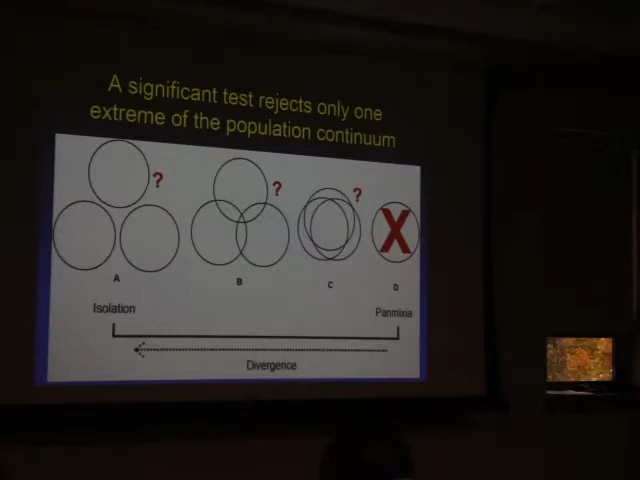 A significant test rejects only one
extreme of the population continuum
?
?
?
X
A
B
C
D
Isolation
Panmixia
Divergence